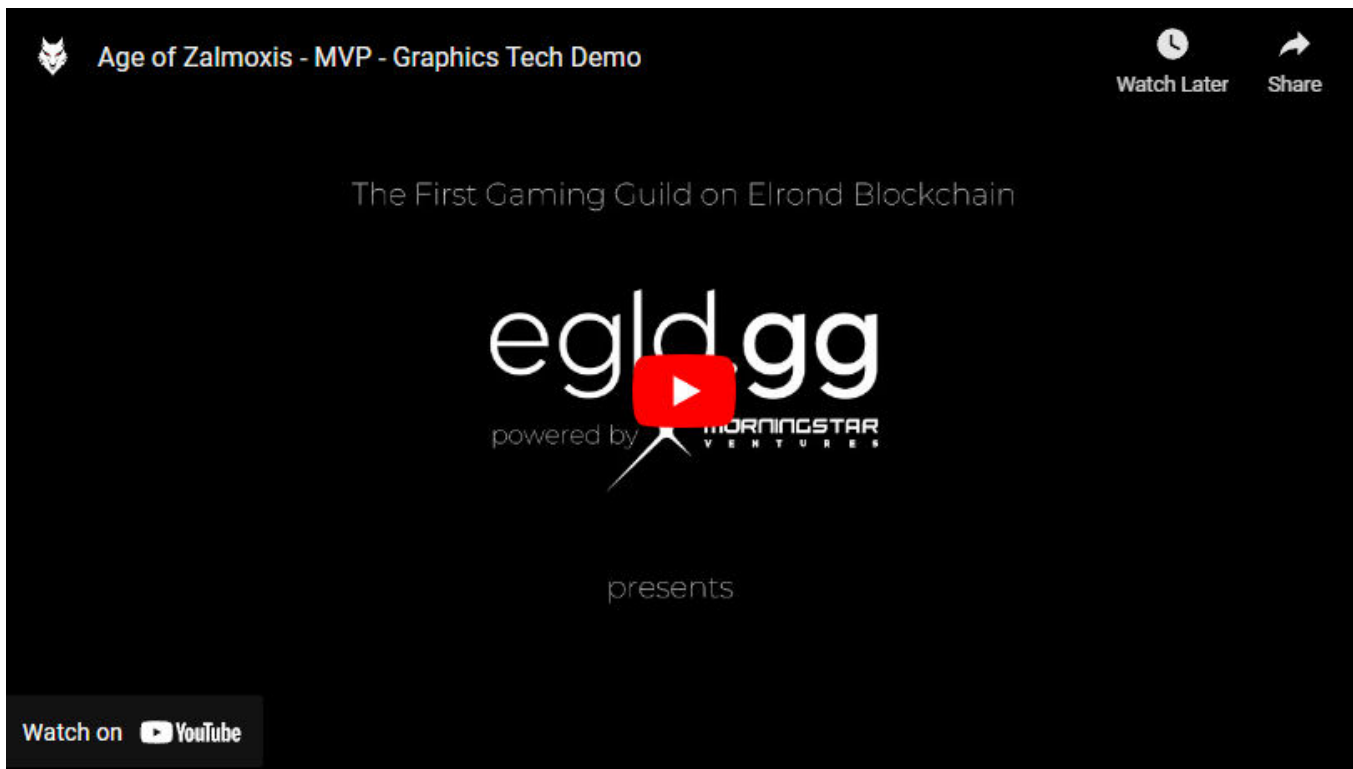 Age of Zalmoxis - MVP - Graphics Tech Demo
Watch Later
Share
The First Gaming Guild on Elrond Blockchain
egld.gg
powered by MORNINGSTAR
VENTURES
presents
Watch on YouTube